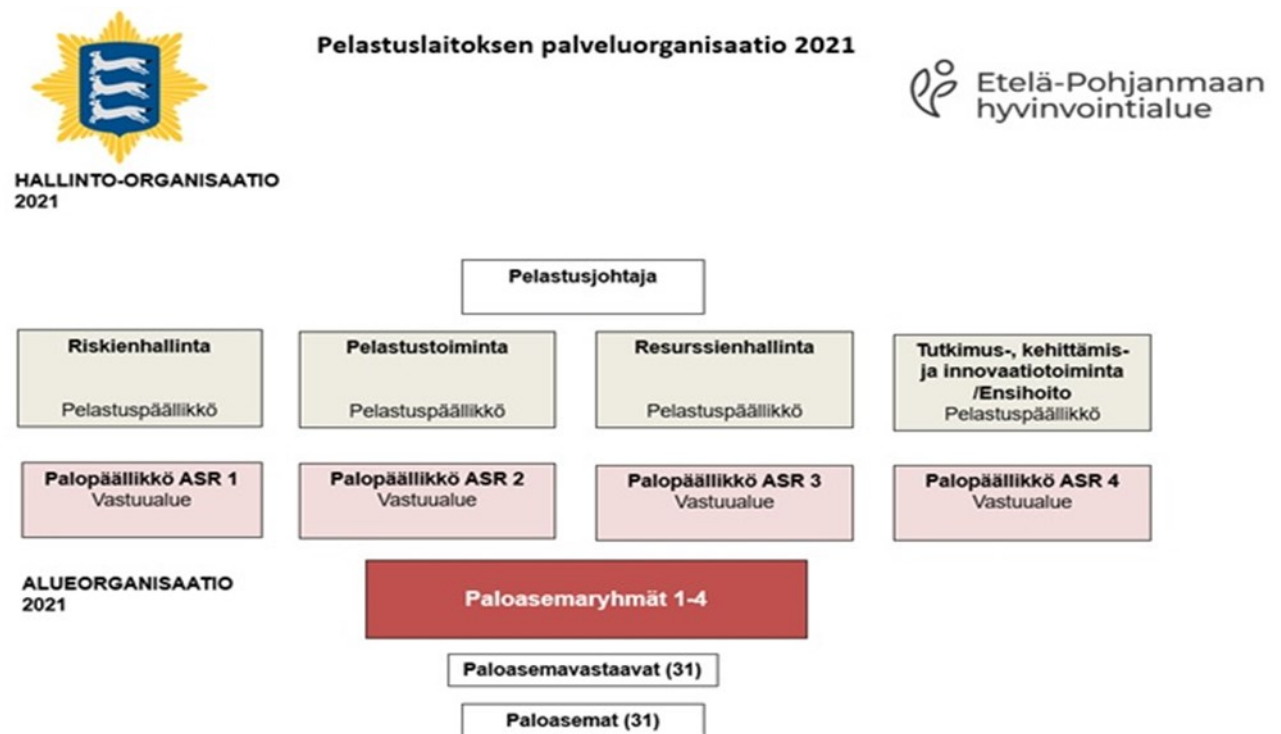 Pelastuslaitoksen palveluorganisaatio 2021
Etelä-Pohjanmaan
hyvinvointialue
HALLINTO-ORGANISAATIO
2021
Pelastusjohtaja
Riskienhallinta
Pelastuspäällikkö
Pelastustoiminta
Pelastuspäällikkö
Resurssienhallinta
Pelastuspäällikkö
Tutkimus-, kehittämis-
ja innovaatiotoiminta
/Ensihoito
Pelastuspäällikkö
Palopäällikkö ASR 1
Vastuualue
Palopäällikkö ASR 2
Vastuualue
Palopäällikkö ASR 3
Vastuualue
Palopäällikkö ASR 4
Vastuualue
ALUEORGANISAATIO
2021
Paloasemaryhmät 1-4
Paloasemavastaavat (31)
Paloasemat (31)